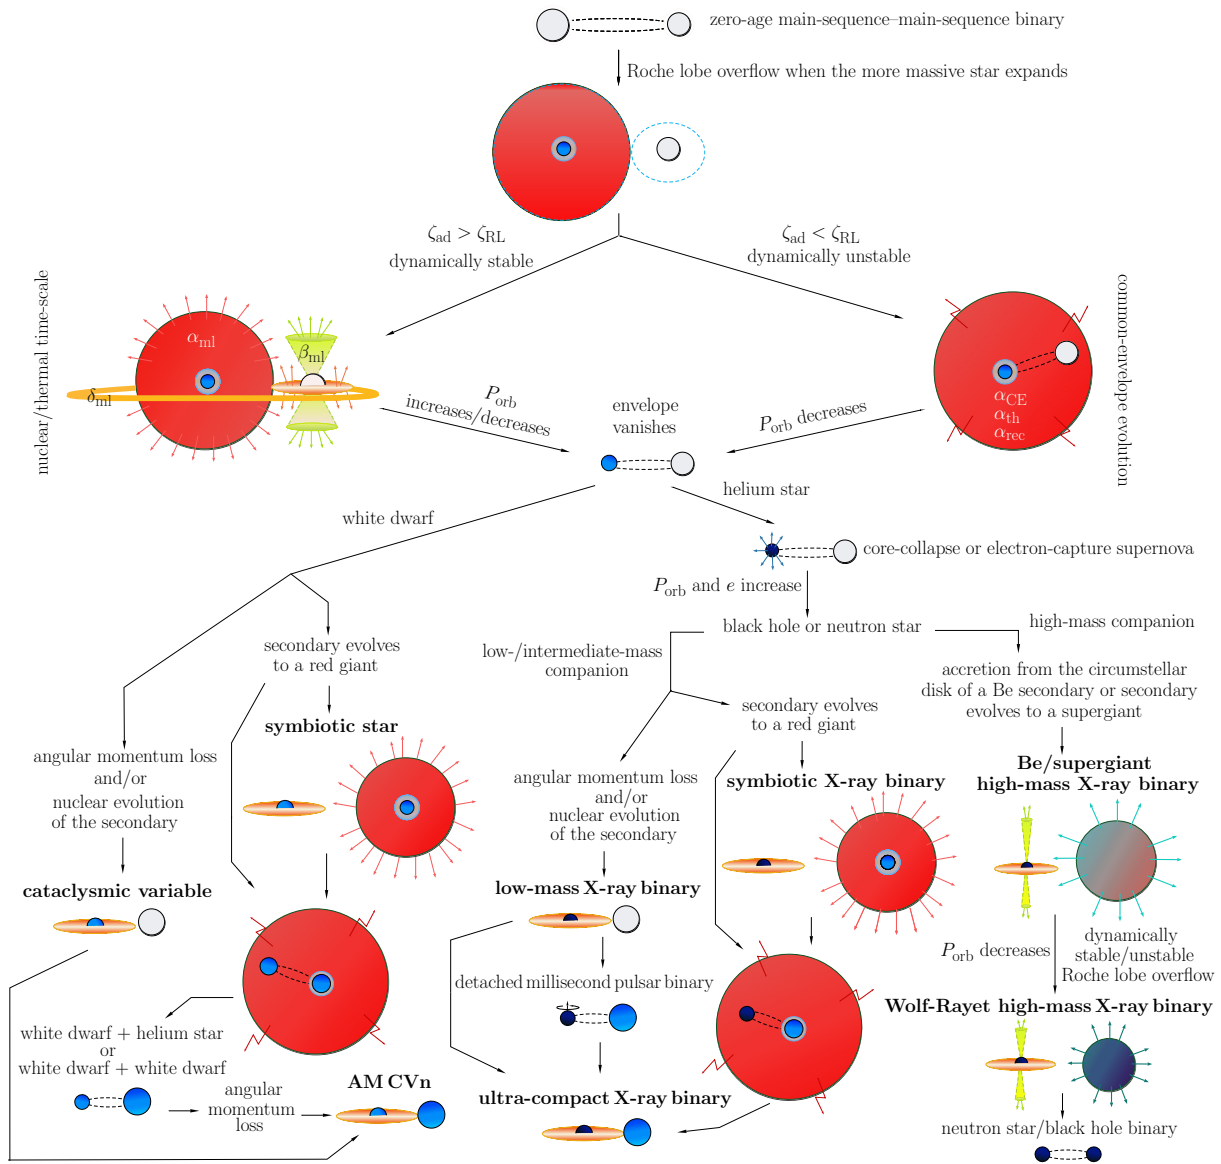 zero-age main-sequence–main-sequence binary
Roche lobe overflow when the more massive star expands
ζad > ζRL
dynamically stable
ζad < ζRL
dynamically unstable
nuclear/thermal time-scale
common-envelope evolution
αml
βml
δml
Porb
increases/decreases
envelope
vanishes
Porb decreases
αCE
αth
αrec
helium star
white dwarf
core-collapse or electron-capture supernova
Porb and e increase
black hole or neutron star
high-mass companion
low-/intermediate-mass
companion
secondary evolves
to a red giant
symbiotic star
angular momentum loss
and/or
nuclear evolution
of the secondary
cataclysmic variable
white dwarf + helium star
or
white dwarf + white dwarf
angular
momentum
loss
AM CVn
angular momentum loss
and/or
nuclear evolution
of the secondary
low-mass X-ray binary
detached millisecond pulsar binary
ultra-compact X-ray binary
secondary evolves
to a red giant
symbiotic X-ray binary
accretion from the circumstellar
disk of a Be secondary or secondary
evolves to a supergiant
Be/supergiant
high-mass X-ray binary
Porb decreases
dynamically
stable/unstable
Roche lobe overflow
Wolf-Rayet high-mass X-ray binary
neutron star/black hole binary